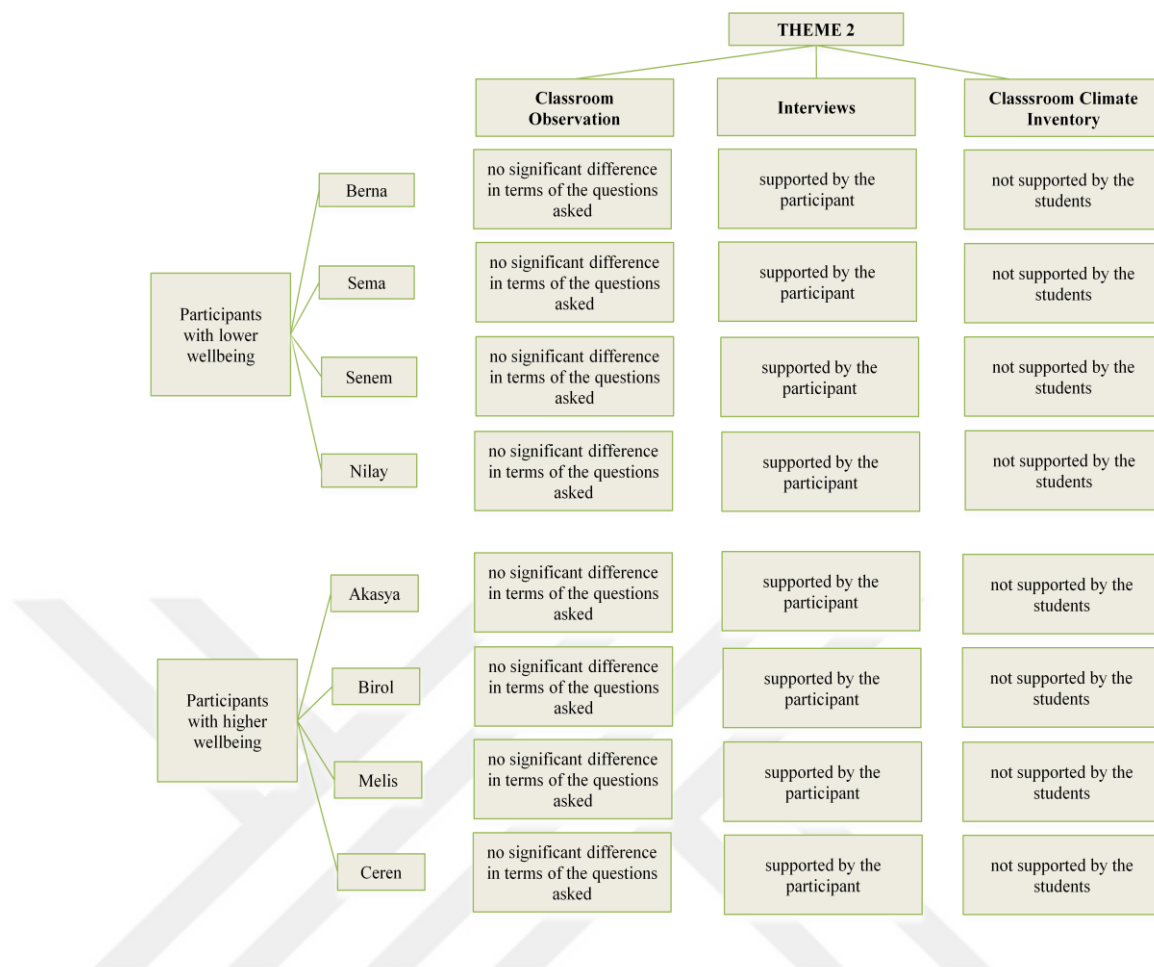 THEME 2
Classroom
Observation
Interviews
Classsroom Climate
Inventory
Participants
with lower
wellbeing
Berna
no significant difference
in terms of the questions
asked
supported by the
participant
not supported by the
students
Sema
no significant difference
in terms of the questions
asked
supported by the
participant
not supported by the
students
Senem
no significant difference
in terms of the questions
asked
supported by the
participant
not supported by the
students
Nilay
no significant difference
in terms of the questions
asked
supported by the
participant
not supported by the
students
Participants
with higher
wellbeing
Akasya
no significant difference
in terms of the questions
asked
supported by the
participant
not supported by the
students
Birol
no significant difference
in terms of the questions
asked
supported by the
participant
not supported by the
students
Melis
no significant difference
in terms of the questions
asked
supported by the
participant
not supported by the
students
Ceren
no significant difference
in terms of the questions
asked
supported by the
participant
not supported by the
students